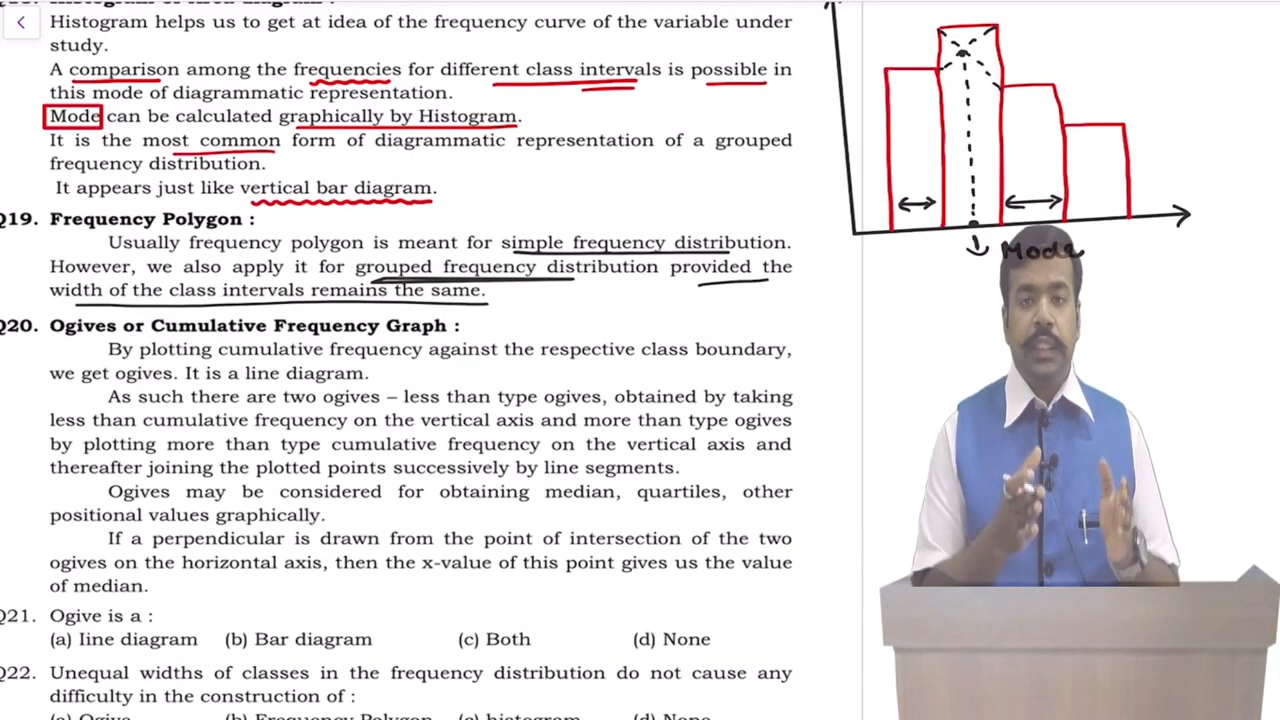 Q18. Histogram or Area diagram :
Histogram helps us to get at idea of the frequency curve of the variable under
study.
A comparison among the frequencies for different class intervals is possible in
this mode of diagrammatic representation.
Mode can be calculated graphically by Histogram.
It is the most common form of diagrammatic representation of a grouped
frequency distribution.
It appears just like vertical bar diagram.
Q19. Frequency Polygon :
Usually frequency polygon is meant for simple frequency distribution.
However, we also apply it for grouped frequency distribution provided the
width of the class intervals remains the same.
Q20. Ogives or Cumulative Frequency Graph :
By plotting cumulative frequency against the respective class boundary,
we get ogives. It is a line diagram.
As such there are two ogives – less than type ogives, obtained by taking
less than cumulative frequency on the vertical axis and more than type ogives
by plotting more than type cumulative frequency on the vertical axis and
thereafter joining the plotted points successively by line segments.
Ogives may be considered for obtaining median, quartiles, other
positional values graphically.
If a perpendicular is drawn from the point of intersection of the two
ogives on the horizontal axis, then the x-value of this point gives us the value
of median.
Q21. Ogive is a :
(a) line diagram (b) Bar diagram (c) Both (d) None
Q22. Unequal widths of classes in the frequency distribution do not cause any
difficulty in the construction of :
(a) Ogive (b) Frequency Polygon (c) histogram (d) None
Mode